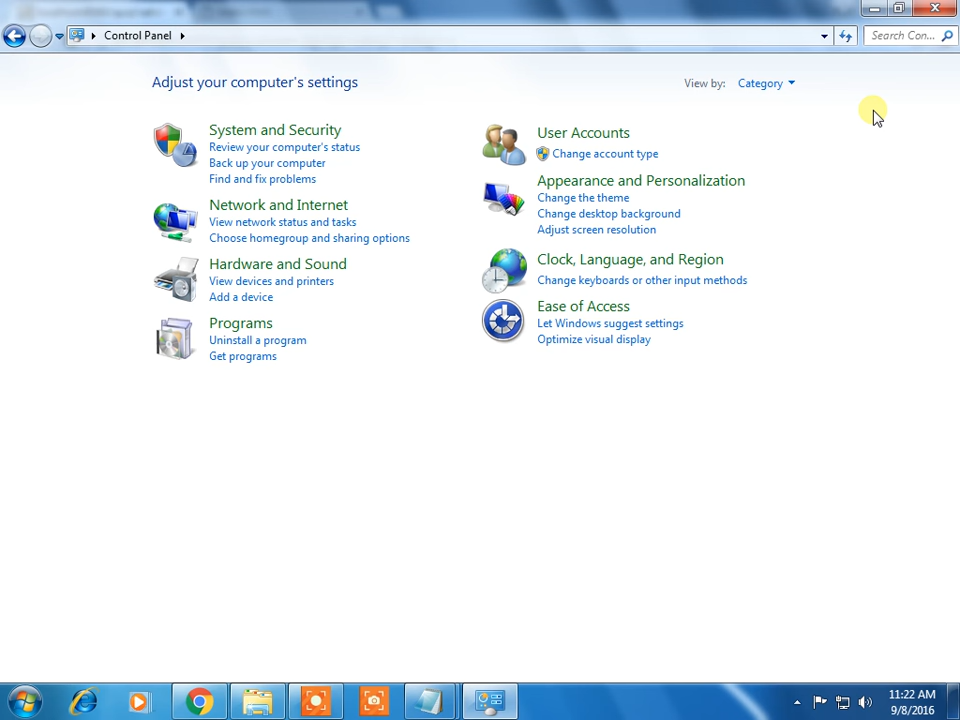 Control Panel
Search Con...
Adjust your computer's settings
View by: Category
System and Security
Review your computer's status
Back up your computer
Find and fix problems
Network and Internet
View network status and tasks
Choose homegroup and sharing options
Hardware and Sound
View devices and printers
Add a device
Programs
Uninstall a program
Get programs
User Accounts
Change account type
Appearance and Personalization
Change the theme
Change desktop background
Adjust screen resolution
Clock, Language, and Region
Change keyboards or other input methods
Ease of Access
Let Windows suggest settings
Optimize visual display
11:22 AM
9/8/2016